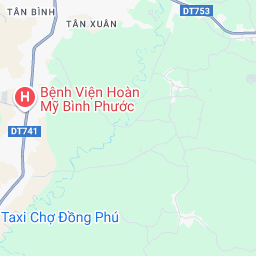 TÂN BÌNH
DT753
TÂN XUÂN
H
Bệnh Viện Hoàn
Mỹ Bình Phước
DT741
Taxi Chợ Đồng Phú